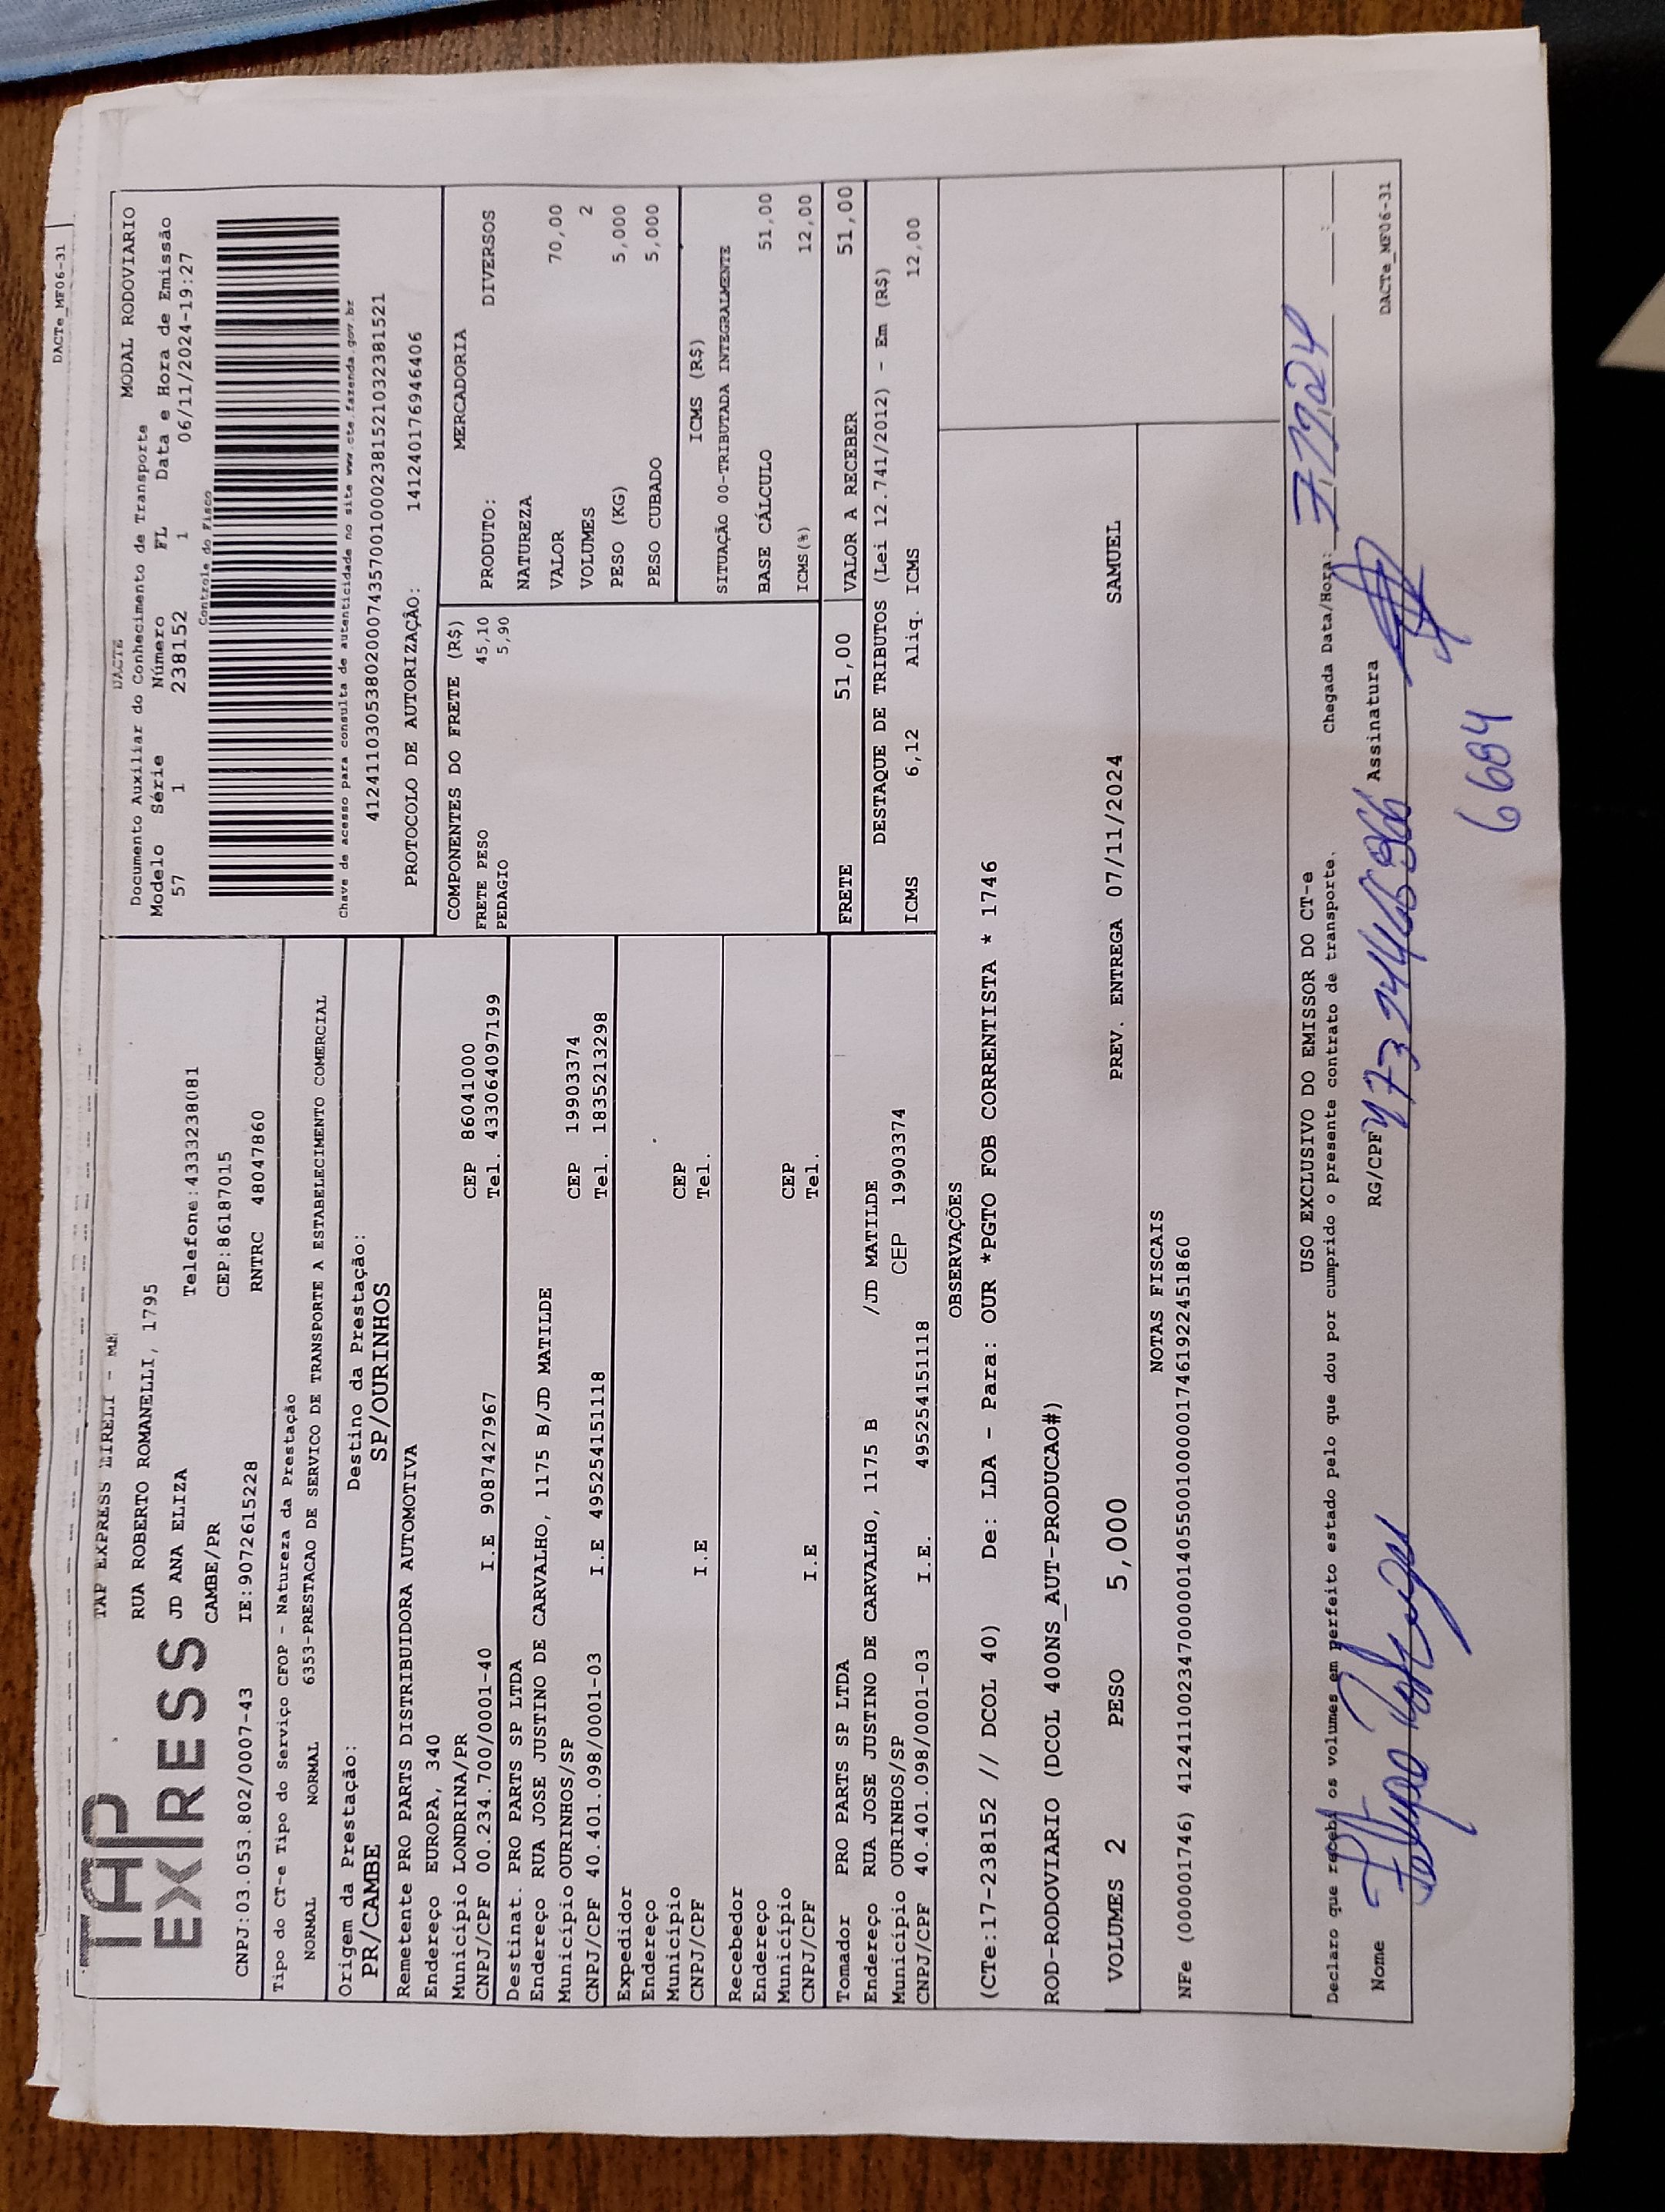 DACTe_MF06-31
TAP
EXPRESS
TAP EXPRESS EIRELI - ME
RUA ROBERTO ROMANELLI, 1795
JD ANA ELIZA Telefone:4333238081
CAMBE/PR CEP:86187015
CNPJ:03.053.802/0007-43 IE:9072615228 RNTRC 48047860
DACTE
Documento Auxiliar do Conhecimento de Transporte MODAL RODOVIARIO
Modelo Série Número FL Data e Hora de Emissão
57 1 238152 1 06/11/2024-19:27
Controle do Fisco
Chave de acesso para consulta de autenticidade no site www.cte.fazenda.gov.br
41241103053802000743570010002381521032381521
PROTOCOLO DE AUTORIZAÇÃO: 141240176946406
Tipo do CT-e Tipo do Serviço CFOP - Natureza da Prestação
NORMAL NORMAL 6353-PRESTACAO DE SERVICO DE TRANSPORTE A ESTABELECIMENTO COMERCIAL
Origem da Prestação: Destino da Prestação:
PR/CAMBE SP/OURINHOS
Remetente PRO PARTS DISTRIBUIDORA AUTOMOTIVA
Endereço EUROPA, 340
Município LONDRINA/PR CEP 86041000
CNPJ/CPF 00.234.700/0001-40 I.E 9087427967 Tel. 433064097199
Destinat. PRO PARTS SP LTDA
Endereço RUA JOSE JUSTINO DE CARVALHO, 1175 B/JD MATILDE
Município OURINHOS/SP CEP 19903374
CNPJ/CPF 40.401.098/0001-03 I.E 495254151118 Tel. 1835213298
Expedidor
Endereço
Município CEP
CNPJ/CPF I.E Tel.
Recebedor
Endereço
Município CEP
CNPJ/CPF I.E Tel.
Tomador PRO PARTS SP LTDA
Endereço RUA JOSE JUSTINO DE CARVALHO, 1175 B /JD MATILDE
Município OURINHOS/SP CEP 19903374
CNPJ/CPF 40.401.098/0001-03 I.E. 495254151118
COMPONENTES DO FRETE (R$)
FRETE PESO 45,10
PEDAGIO 5,90
MERCADORIA
PRODUTO: DIVERSOS
NATUREZA
VALOR 70,00
VOLUMES 2
PESO (KG) 5,000
PESO CUBADO 5,000
ICMS (R$)
SITUAÇÃO 00-TRIBUTADA INTEGRALMENTE
BASE CÁLCULO 51,00
ICMS(%) 12,00
FRETE 51,00 VALOR A RECEBER 51,00
DESTAQUE DE TRIBUTOS (Lei 12.741/2012) - Em (R$)
ICMS 6,12 Aliq. ICMS 12,00
OBSERVAÇÕES
(CTe:17-238152 // DCOL 40) De: LDA - Para: OUR *PGTO FOB CORRENTISTA * 1746
ROD-RODOVIARIO (DCOL 400NS_AUT-PRODUCAO#)
VOLUMES 2 PESO 5,000 PREV. ENTREGA 07/11/2024 SAMUEL
NOTAS FISCAIS
NFe (000001746) 41241100234700000140550010000017461922451860
USO EXCLUSIVO DO EMISSOR DO CT-e
Declaro que recebi os volumes em perfeito estado pelo que dou por cumprido o presente contrato de transporte. Chegada Data/Hora: 7/11/24
Nome RG/CPF Assinatura
6684
DACTe_MF06-31